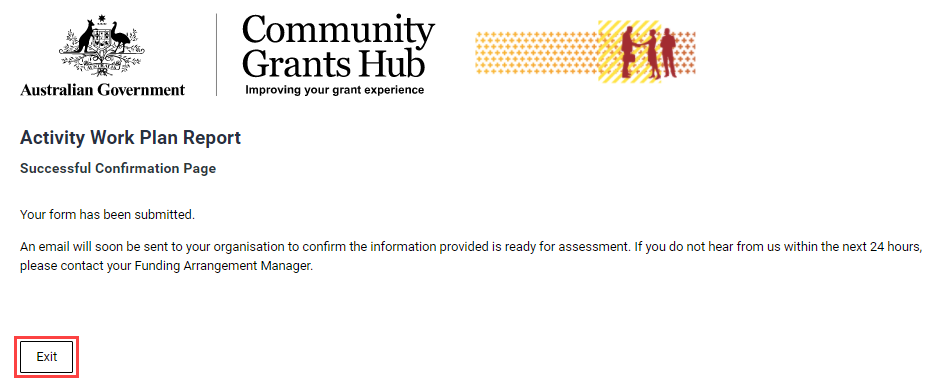 Australian Government
Community
Grants Hub
Improving your grant experience
Activity Work Plan Report
Successful Confirmation Page
Your form has been submitted.
An email will soon be sent to your organisation to confirm the information provided is ready for assessment. If you do not hear from us within the next 24 hours,
please contact your Funding Arrangement Manager.
Exit